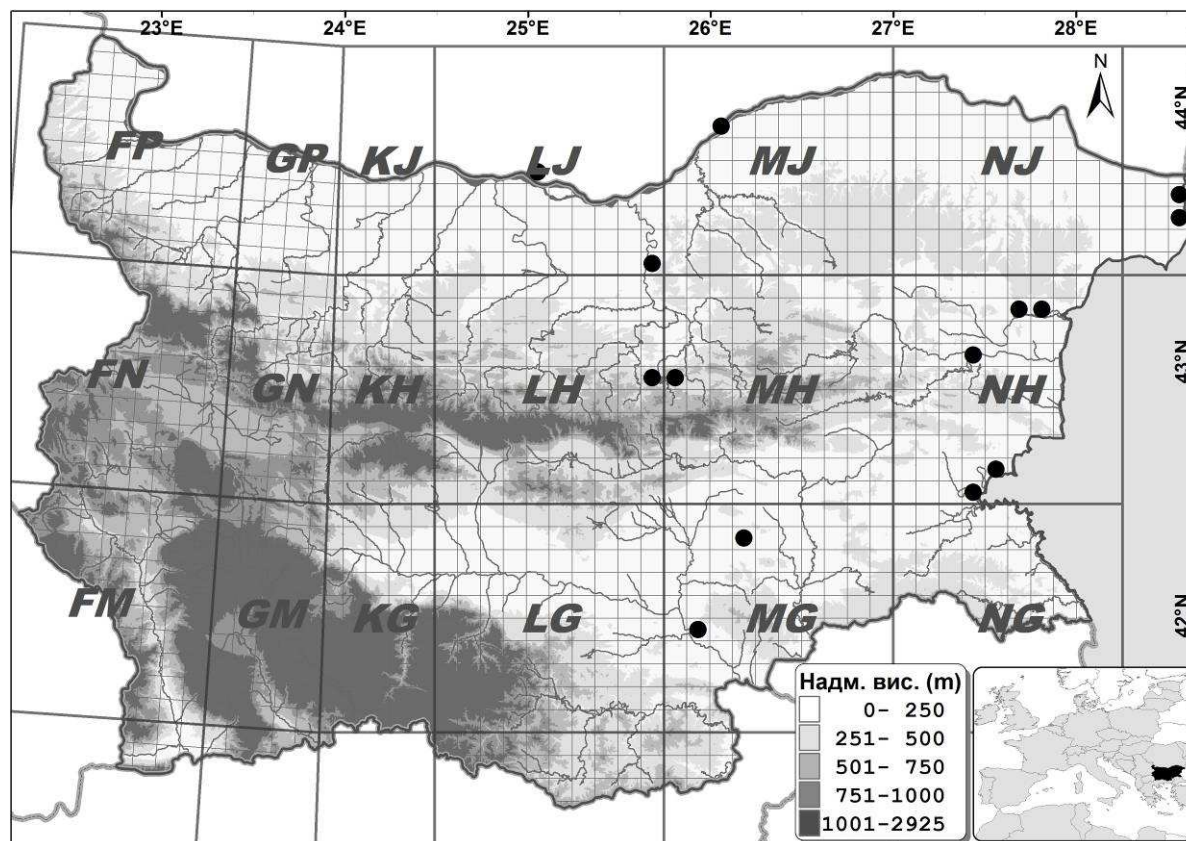 23°E 24°E 25°E 26°E 27°E 28°E
N
44°N
FP GP KJ LJ MJ NJ
43°N
FN GN KH LH MH NH
42°N
FM GM KG LG MG NG
Надм. вис. (m)
0- 250
251- 500
501- 750
751-1000
1001-2925